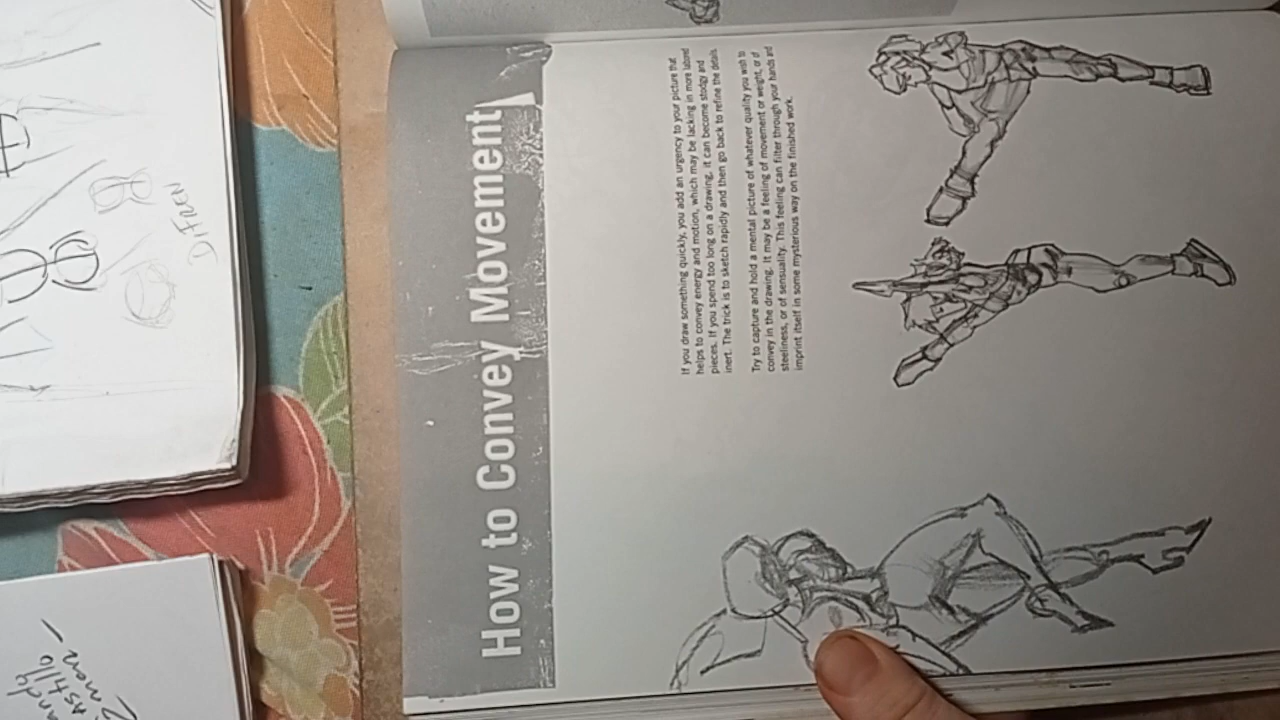 How to Convey Movement
If you draw something quickly, you add an urgency to your picture that
helps to convey energy and motion, which may be lacking in more labored
pieces. If you spend too long on a drawing, it can become stodgy and
inert. The trick is to sketch rapidly and then go back to refine the details
Try to capture and hold a mental picture of whatever quality you wish to
convey in the drawing. It may be a feeling of movement or weight, or of
steeliness, or of sensuality. This feeling can filter through your hands and
imprint itself in some mysterious way on the finished work.